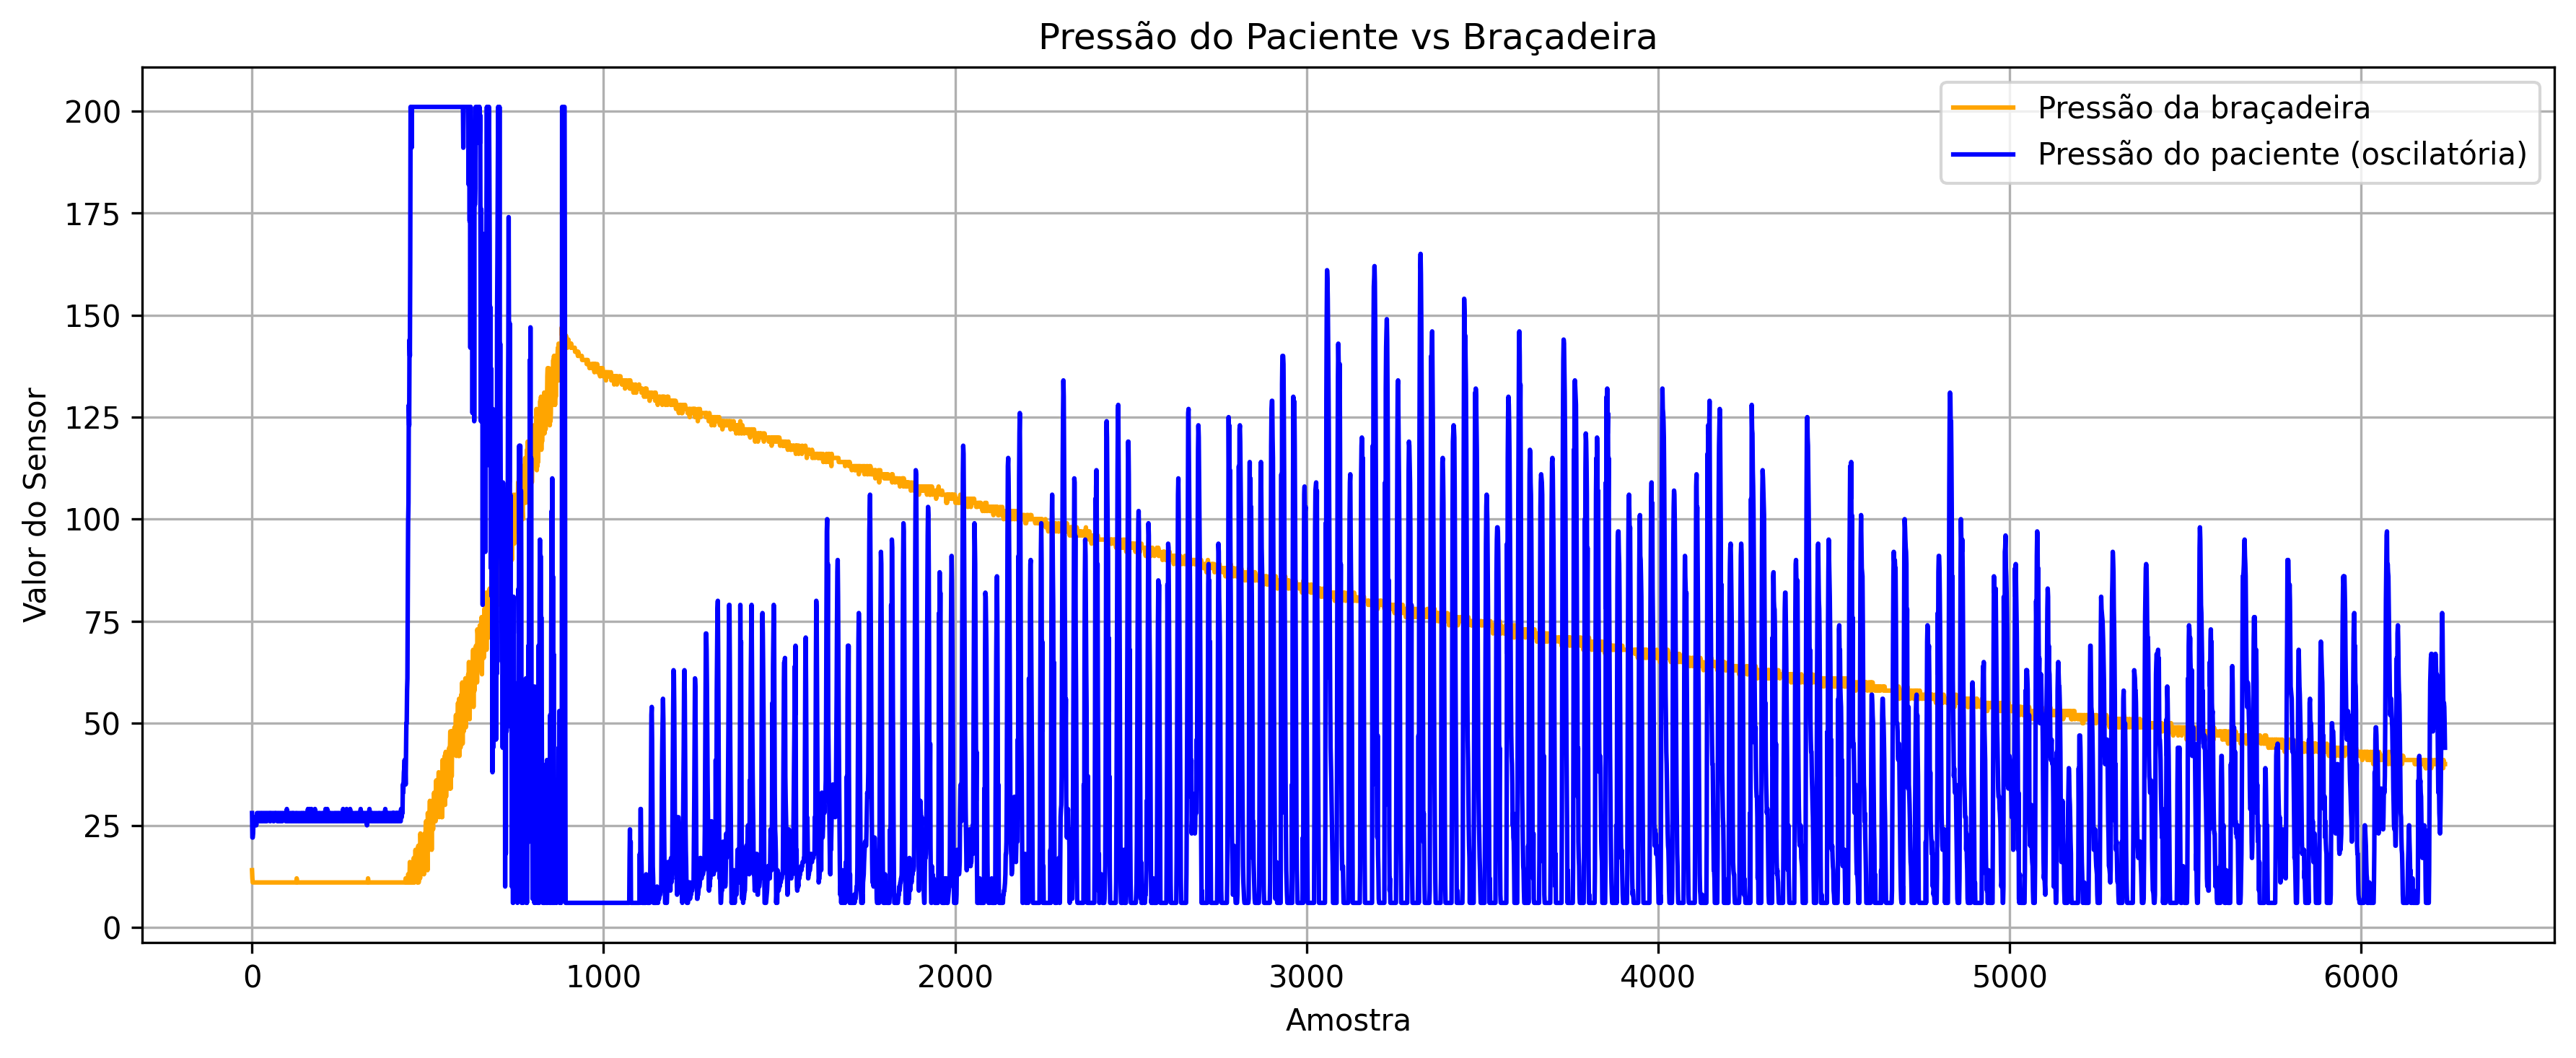 Pressão do Paciente vs Braçadeira
Pressão da braçadeira
Pressão do paciente (oscilatória)
Valor do Sensor
200
175
150
125
100
75
50
25
0
0 1000 2000 3000 4000 5000 6000
Amostra